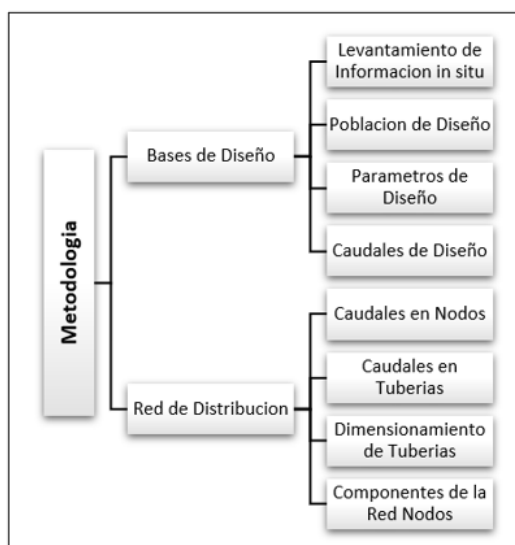 Metodologia
Bases de Diseño
Levantamiento de
Informacion in situ
Poblacion de Diseño
Parametros de
Diseño
Caudales de Diseño
Red de Distribucion
Caudales en Nodos
Caudales en
Tuberias
Dimensionamiento
de Tuberias
Componentes de la
Red Nodos